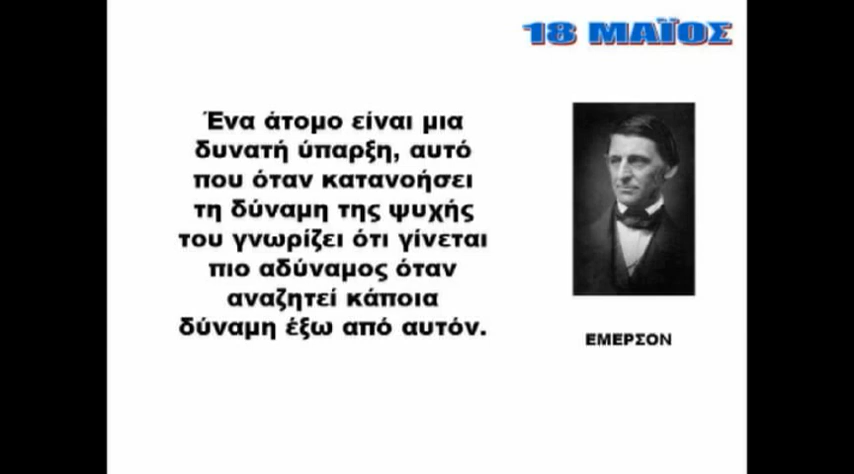 18 ΜΑΪΟΣ
Ένα άτομο είναι μια
δυνατή ύπαρξη, αυτό
που όταν κατανοήσει
τη δύναμη της ψυχής
του γνωρίζει ότι γίνεται
πιο αδύναμος όταν
αναζητεί κάποια
δύναμη έξω από αυτόν.
ΕΜΕΡΣΟΝ